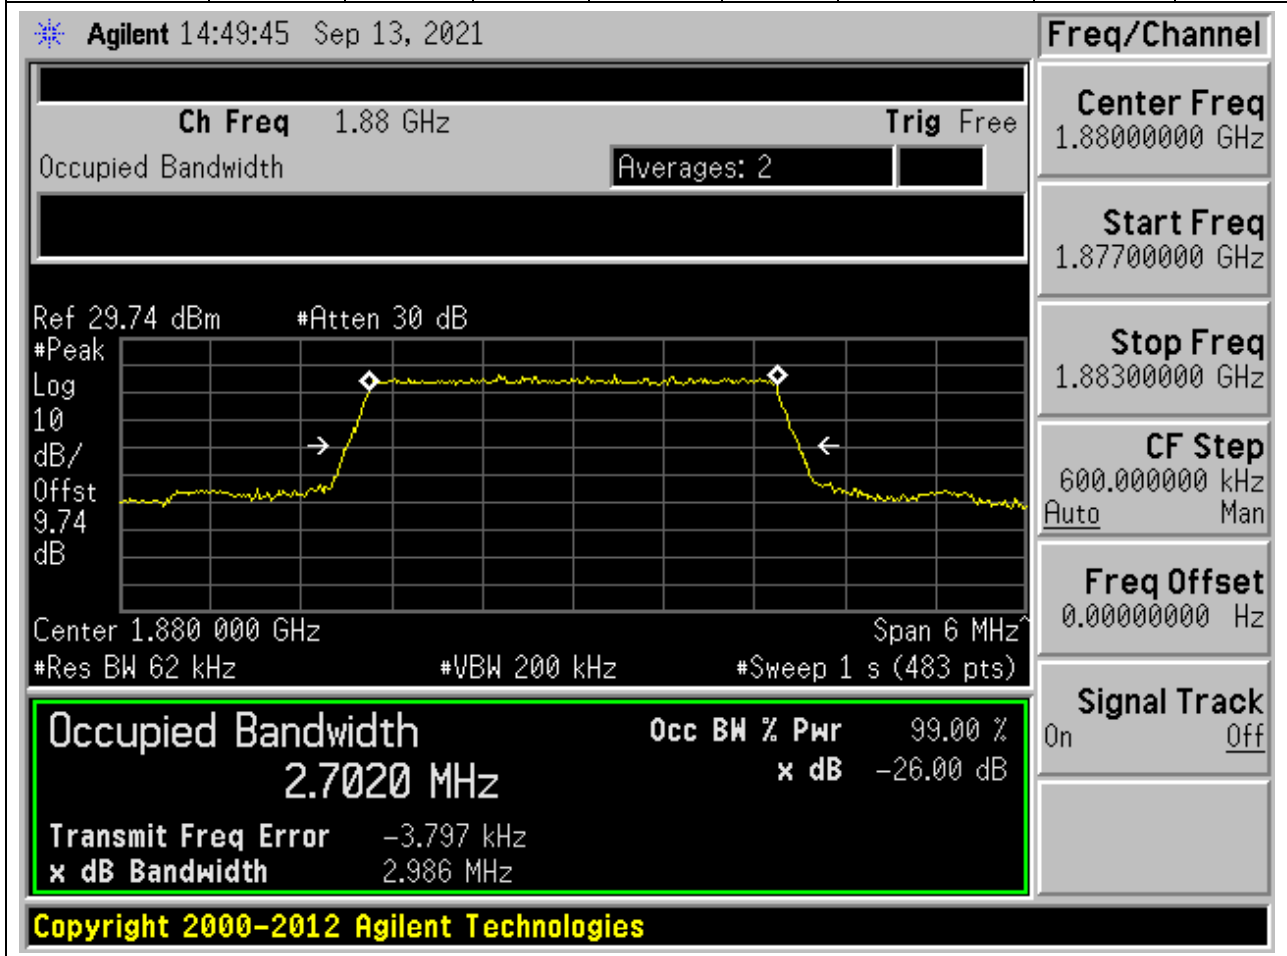 Agilent 14:49:45 Sep 13, 2021
Freq/Channel
Ch Freq 1.88 GHz Trig Free
Occupied Bandwidth Averages: 2
Ref 29.74 dBm #Atten 30 dB
#Peak
Log
10
dB/
Offst
9.74
dB
Center 1.880 000 GHz Span 6 MHz^
#Res BW 62 kHz #VBW 200 kHz #Sweep 1 s (483 pts)
Occupied Bandwidth
2.7020 MHz
Occ BW % Pwr 99.00 %
x dB -26.00 dB
Transmit Freq Error -3.797 kHz
x dB Bandwidth 2.986 MHz
Copyright 2000-2012 Agilent Technologies
Center Freq
1.88000000 GHz
Start Freq
1.87700000 GHz
Stop Freq
1.88300000 GHz
CF Step
600.000000 kHz
Auto Man
Freq Offset
0.00000000 Hz
Signal Track
On Off